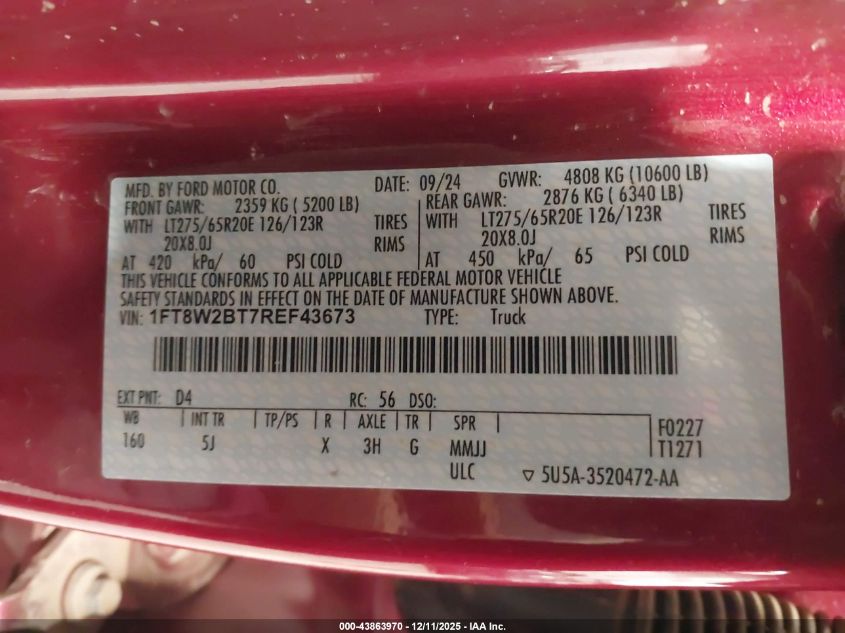 MFD. BY FORD MOTOR CO. DATE: 09/24 GVWR: 4808 KG (10600 LB)
FRONT GAWR: 2359 KG ( 5200 LB) REAR GAWR: 2876 KG ( 6340 LB)
WITH LT275/65R20E 126/123R TIRES WITH LT275/65R20E 126/123R TIRES
20X8.0J RIMS 20X8.0J RIMS
AT 420 kPa/ 60 PSI COLD AT 450 kPa/ 65 PSI COLD
THIS VEHICLE CONFORMS TO ALL APPLICABLE FEDERAL MOTOR VEHICLE
SAFETY STANDARDS IN EFFECT ON THE DATE OF MANUFACTURE SHOWN ABOVE.
VIN: 1FT8W2BT7REF43673 TYPE: Truck
EXT PNT: D4 RC: 56 DSO:
WB INT TR TP/PS R AXLE TR SPR F0227
160 5J X 3H G MMJJ T1271
ULC ▽ 5U5A-3520472-AA
000-43863970 - 12/11/2025 - IAA Inc.